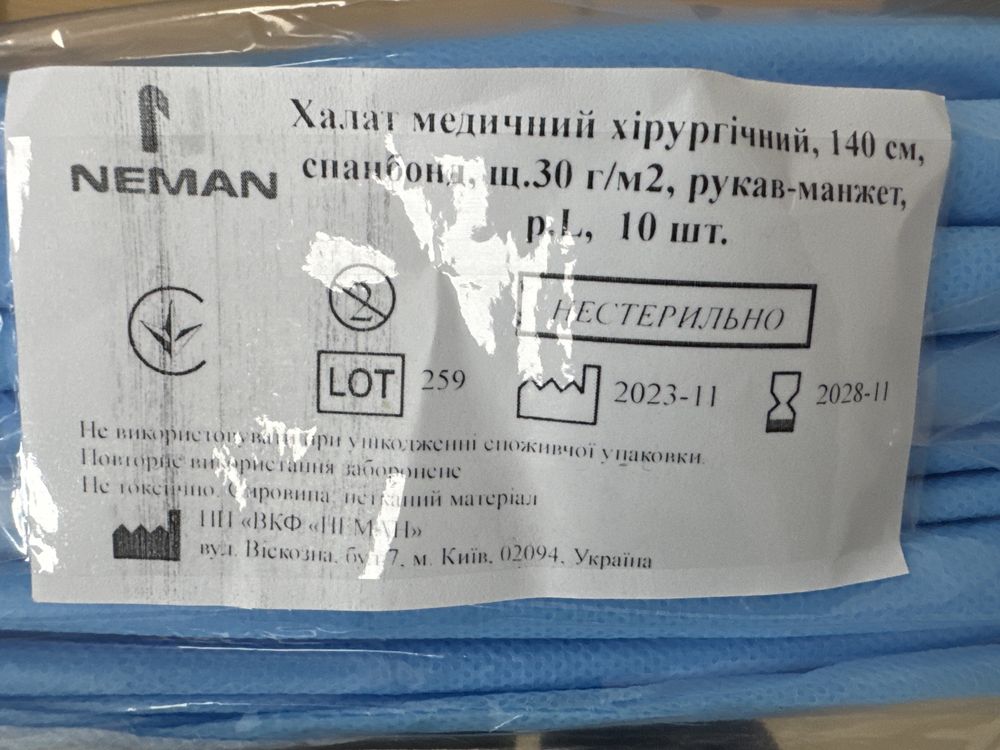 NEMAN
Халат медичний хірургічний, 140 см,
спанбонд, щ.30 г/м2, рукав-манжет,
р.L, 10 шт.
2
НЕСТЕРИЛЬНО
LOT 259 2023-11 2028-11
Не використовувати при ушкодженні споживчої упаковки.
Повторне використання заборонене
Не токсично. Сировина: нетканий матеріал
ПП «ВКФ «НЕМАН»
вул. Віскозна, буд 7, м. Київ, 02094, Україна